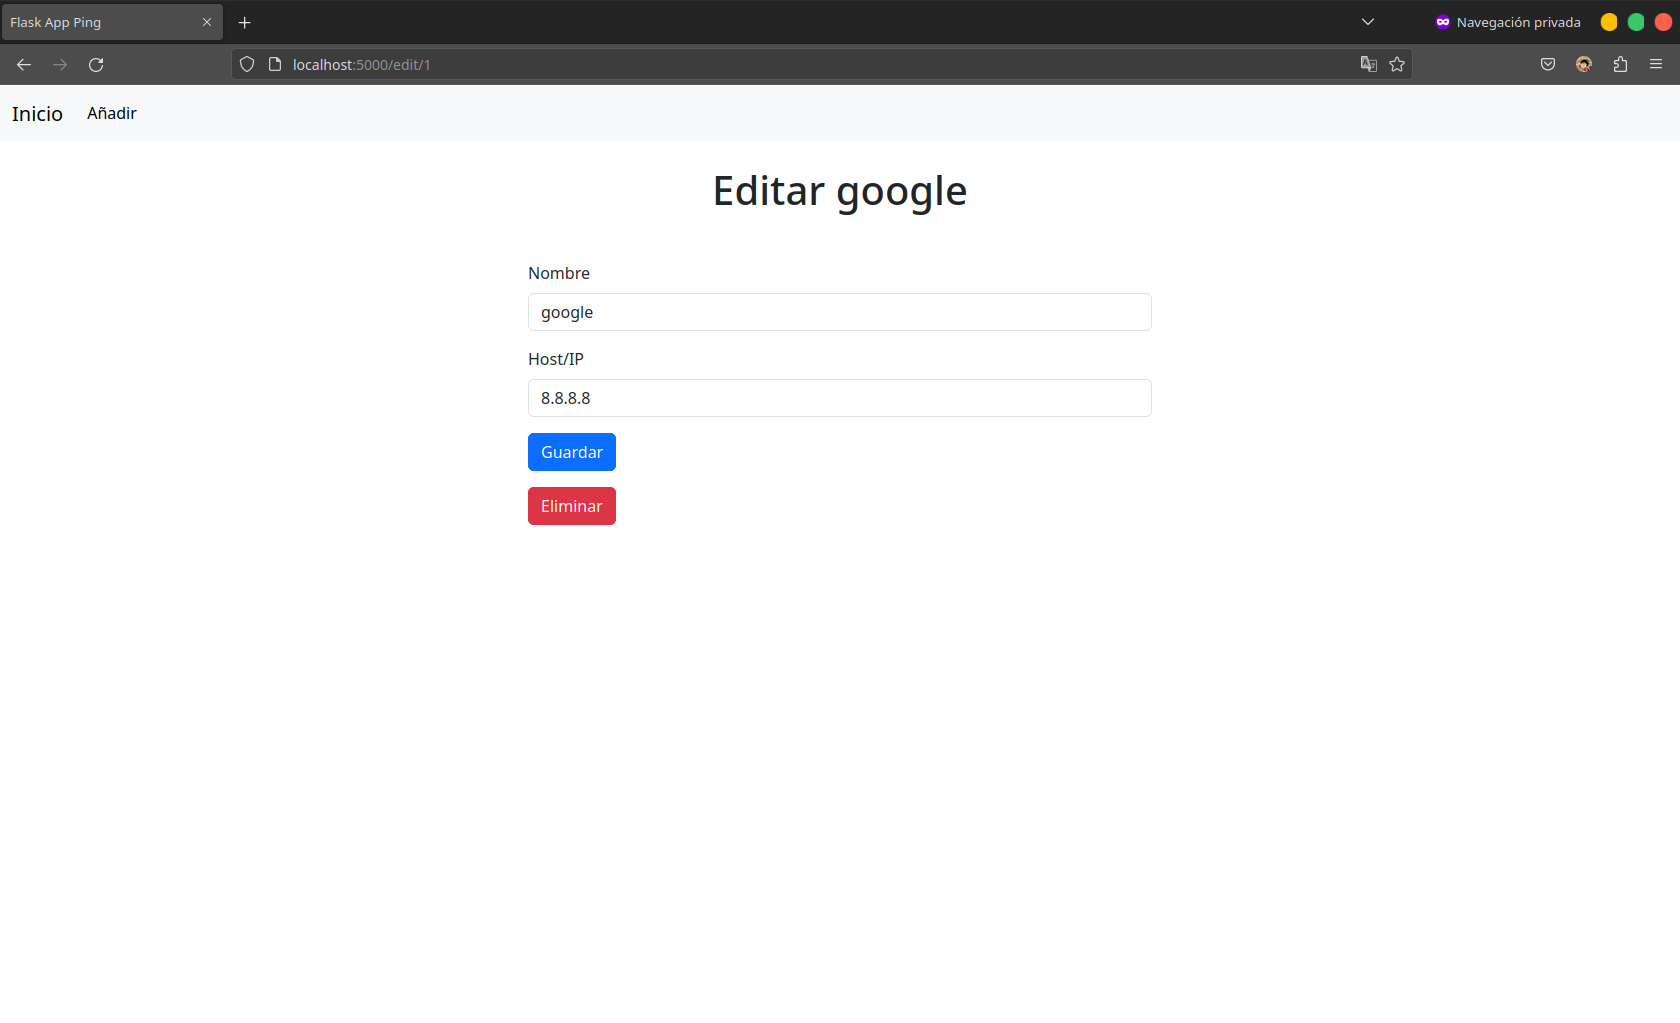 Flask App Ping
Navegación privada
localhost:5000/edit/1
Inicio Añadir
Editar google
Nombre
google
Host/IP
8.8.8.8
Guardar
Eliminar